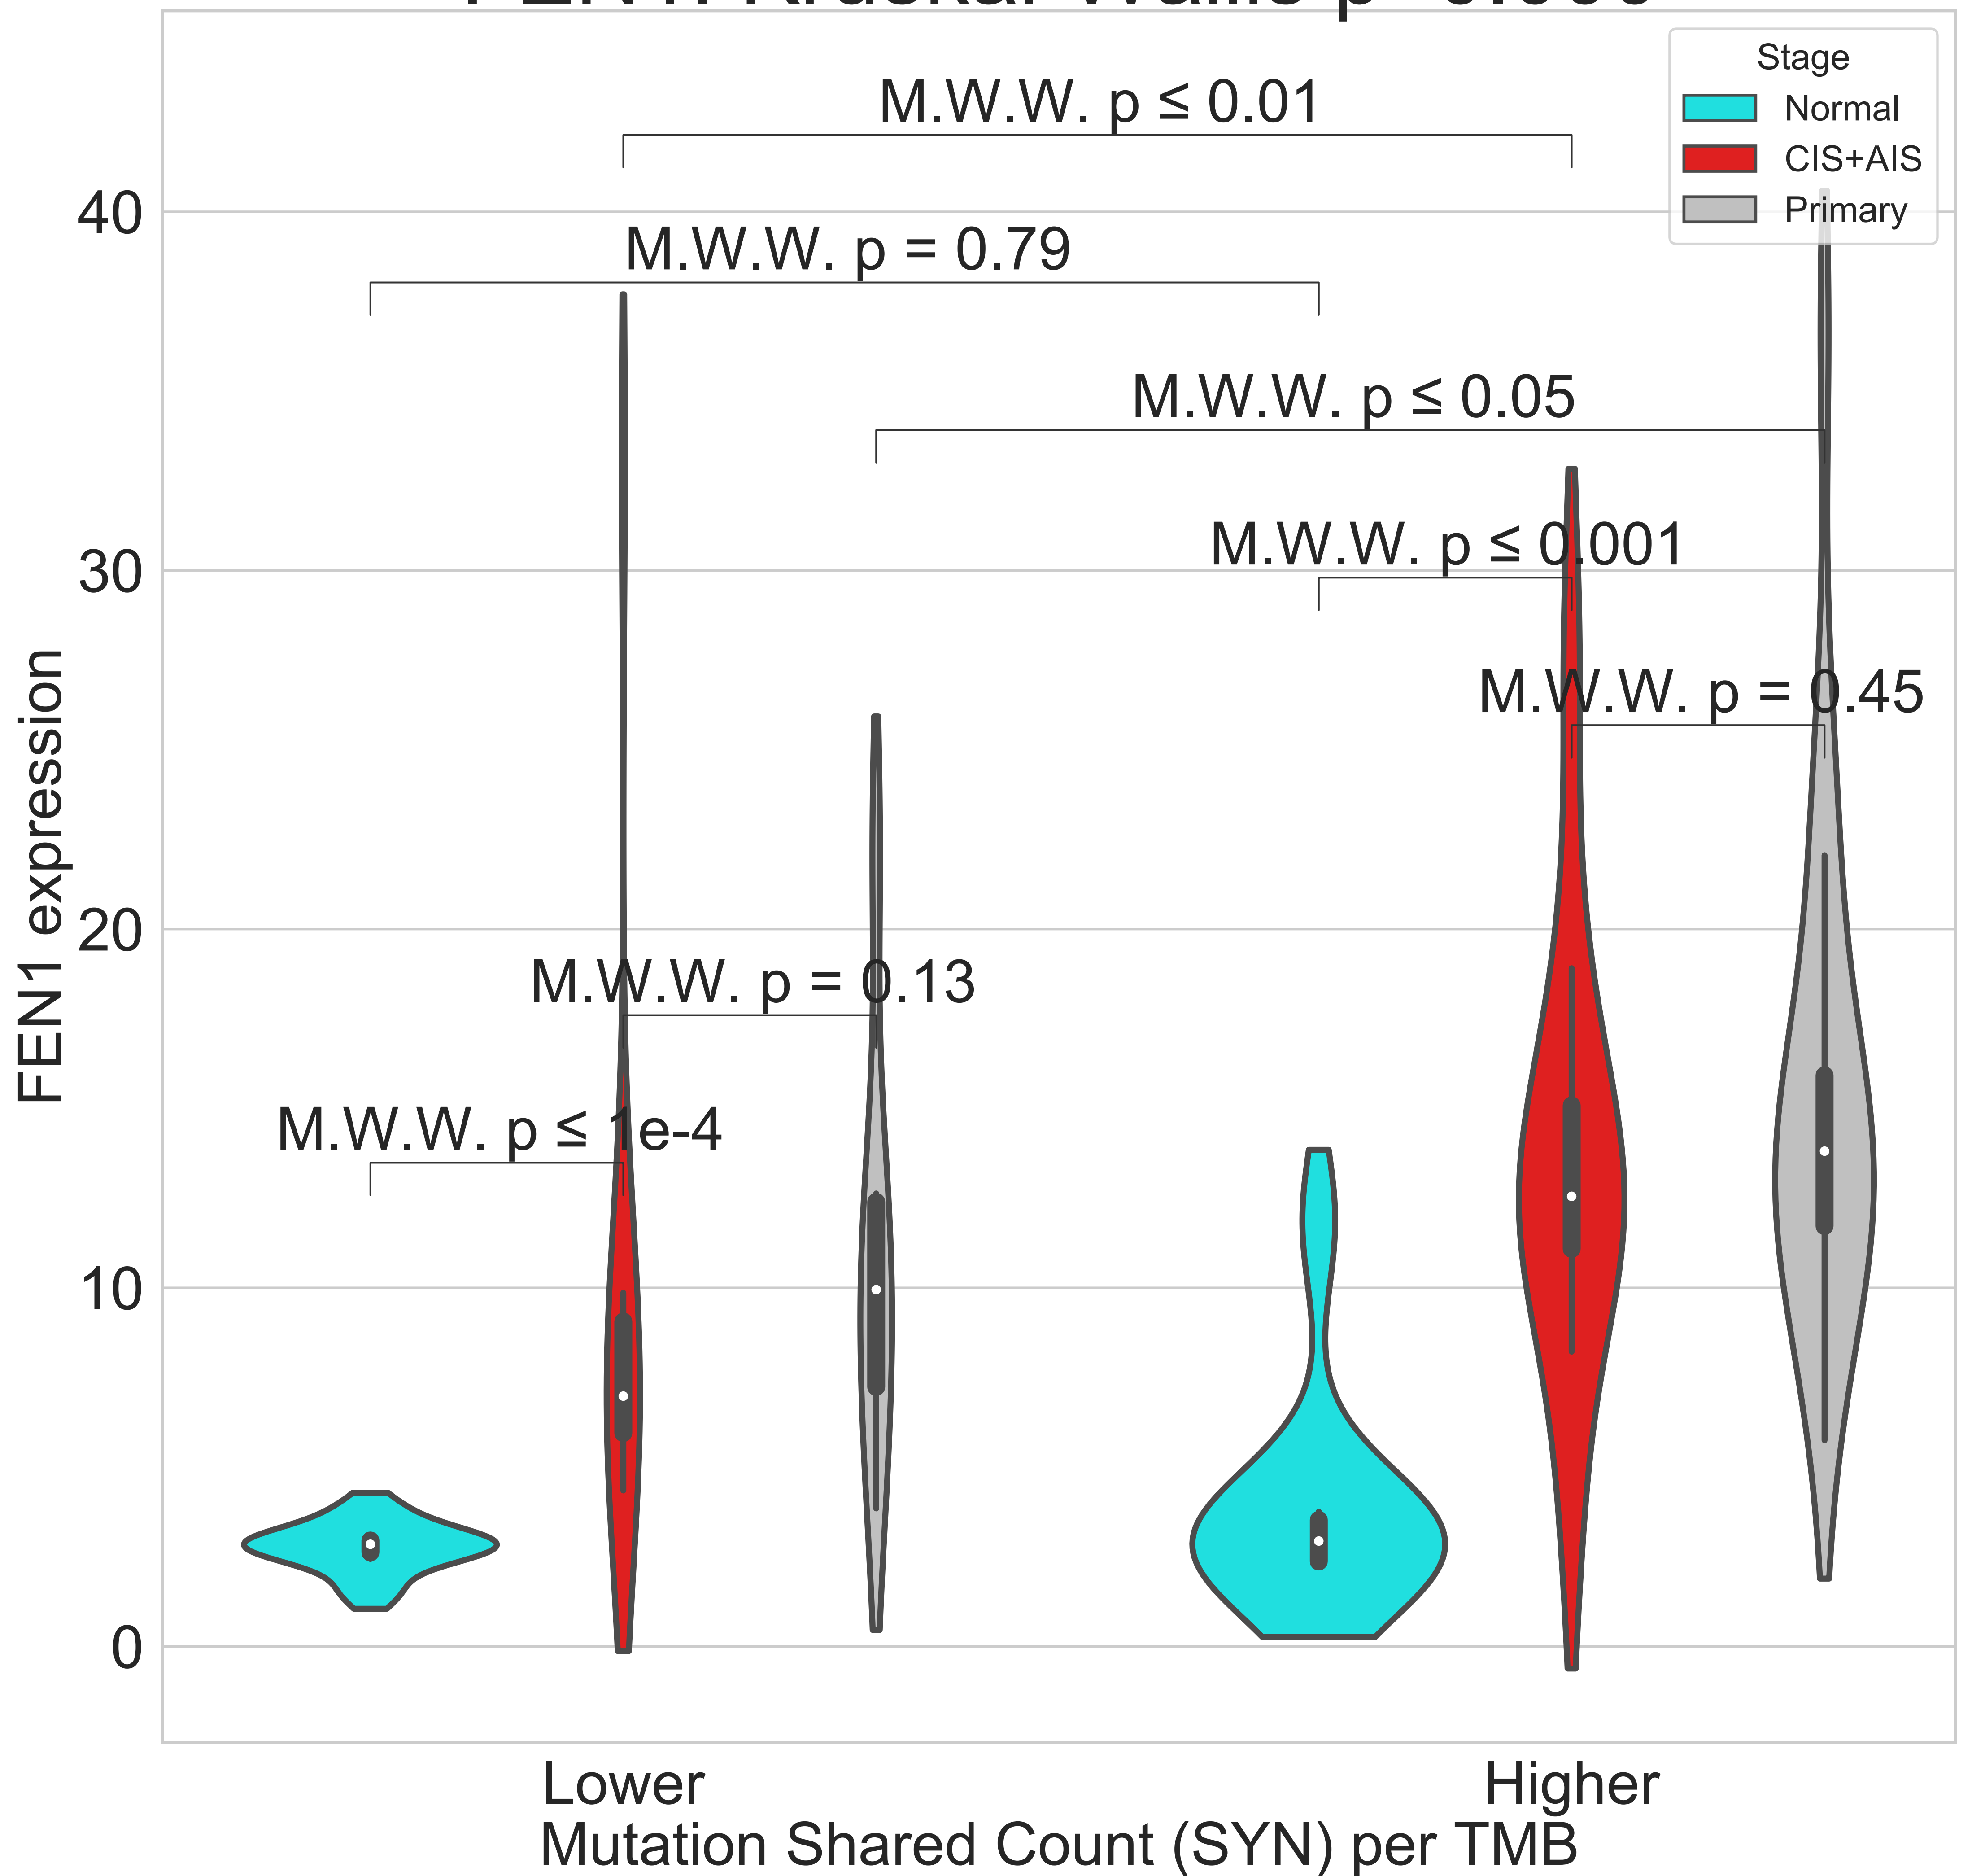 Stage
Normal
CIS+AIS
Primary
M.W.W. p ≤ 0.01
M.W.W. p = 0.79
M.W.W. p ≤ 0.05
M.W.W. p ≤ 0.001
M.W.W. p = 0.45
M.W.W. p = 0.13
M.W.W. p ≤ 1e-4
FEN1 expression
40
30
20
10
0
Lower
Higher
Mutation Shared Count (SYN) per TMB